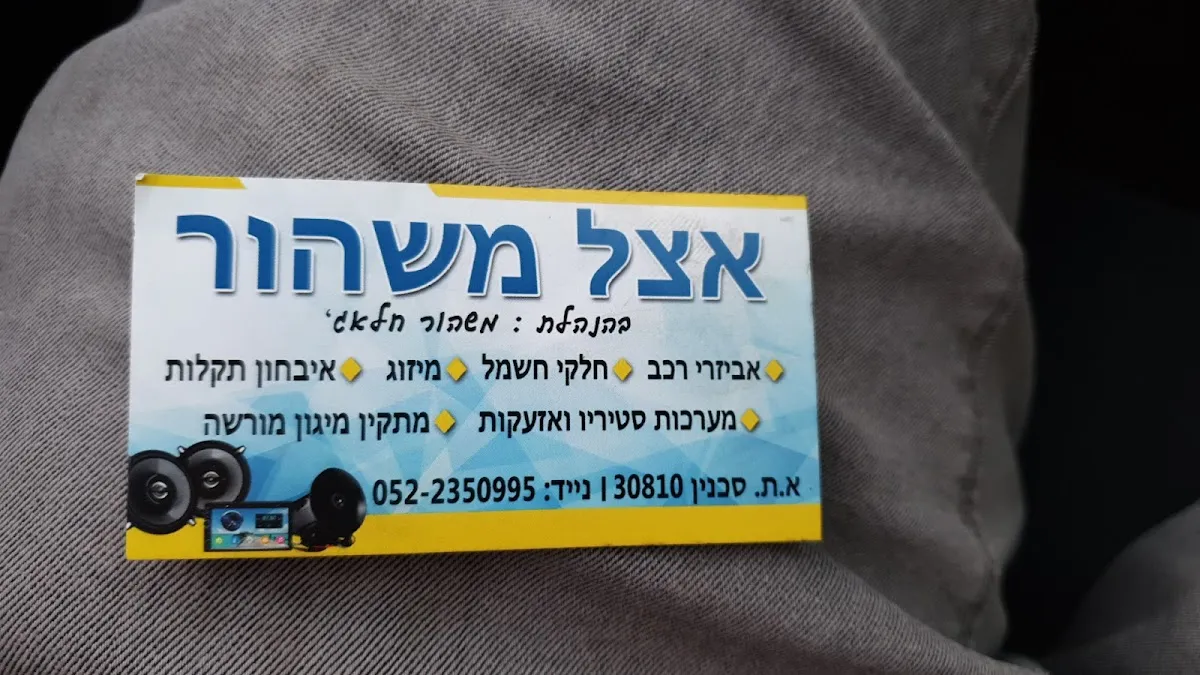 אצל משהור
בהנהלת : משהור חלאג'
אביזרי רכב ◆ חלקי חשמל ◆ מיזוג ◆ איבחון תקלות
מערכות סטיריו ואזעקות ◆ מתקין מיגון מורשה
א.ת. סכנין 30810 | נייד: 052-2350995